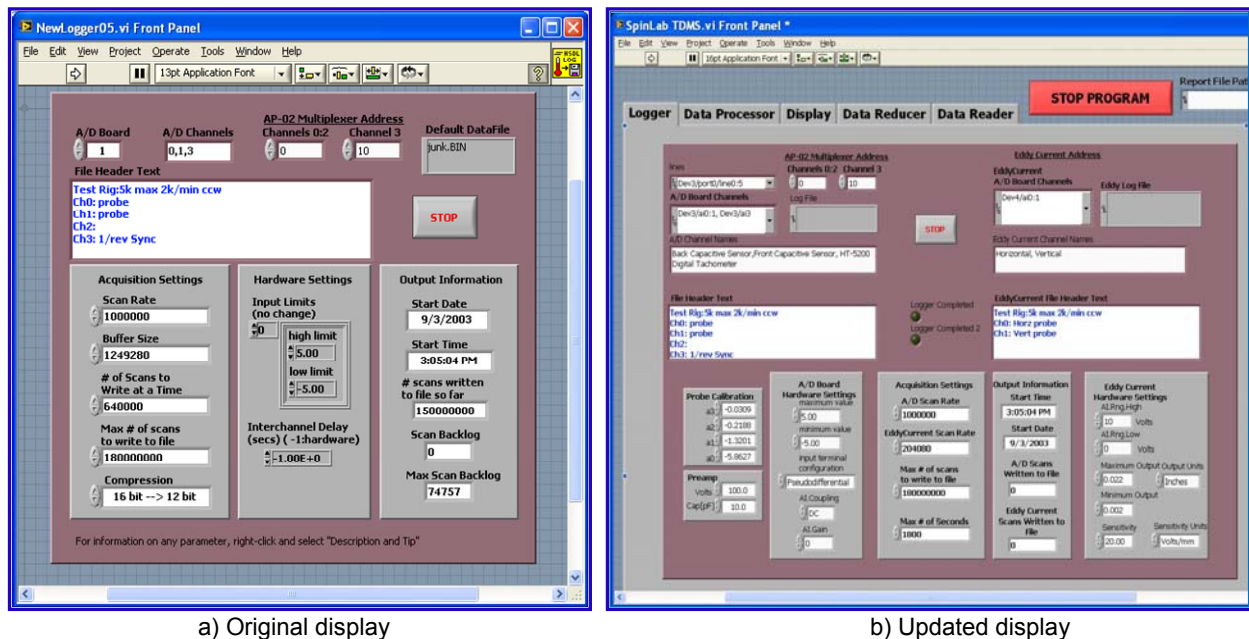 NewLogger05.vi Front Panel
File Edit View Project Operate Tools Window Help
13pt Application Font
NSBL
LOG
?
A/D Board
1
A/D Channels
0,1,3
AP-02 Multiplexer Address
Channels 0:2 Channel 3
0 10
Default DataFile
junk.BIN
File Header Text
Test Rig:5k max 2k/min ccw
Ch0: probe
Ch1: probe
Ch2:
Ch3: 1/rev Sync
STOP
Acquisition Settings
Scan Rate
1000000
Buffer Size
1249280
# of Scans to
Write at a Time
640000
Max # of scans
to write to file
180000000
Compression
16 bit --> 12 bit
Hardware Settings
Input Limits
(no change)
0
high limit
5.00
low limit
-5.00
Interchannel Delay
(secs) ( -1:hardware)
-1.00E+0
Output Information
Start Date
9/3/2003
Start Time
3:05:04 PM
# scans written
to file so far
150000000
Scan Backlog
0
Max Scan Backlog
74757
For information on any parameter, right-click and select "Description and Tip"
a) Original display
SpinLab TDMS.vi Front Panel *
File Edit View Project Operate Tools Window Help
16pt Application Font
STOP PROGRAM
Report File Pat
Logger Data Processor Display Data Reducer Data Reader
lines
Dev3/port0/line0:5
AP-02 Multiplexer Address
Channels 0:2 Channel 3
0 10
A/D Board Channels
Dev3/ai0:1, Dev3/ai3
Log File
A/D Channel Names
Back Capacitive Sensor,Front Capacitive Sensor, HT-5200
Digital Tachometer
STOP
Eddy Current Address
EddyCurrent
A/D Board Channels
Dev4/ai0:1
Eddy Log File
Eddy Current Channel Names
Horizontal, Vertical
File Header Text
Test Rig:5k max 2k/min ccw
Ch0: probe
Ch1: probe
Ch2:
Ch3: 1/rev Sync
Logger Completed
Logger Completed 2
EddyCurrent File Header Text
Test Rig:5k max 2k/min ccw
Ch0: Horz probe
Ch1: Vert probe
Probe Calibration
a3: -0.0309
a2: -0.2188
a1: -1.3201
a0: -5.8627
Preamp
Volts 100.0
Cap[pF] 10.0
A/D Board
Hardware Settings
maximum value
5.00
minimum value
-5.00
input terminal
configuration
Pseudodifferential
AI.Coupling
DC
AI.Gain
0
Acquisition Settings
A/D Scan Rate
1000000
EddyCurrent Scan Rate
204080
Max # of scans
to write to file
180000000
Max # of Seconds
1800
Output Information
Start Time
3:05:04 PM
Start Date
9/3/2003
A/D Scans
Written to File
0
Eddy Current
Scans Written to
File
0
Eddy Current
Hardware Settings
AI.Rng.High
10 Volts
AI.Rng.Low
0 Volts
Maximum Output Output Units
0.022 Inches
Minimum Output
0.002
Sensitivity Sensitivity Units
20.00 Volts/mm
b) Updated display